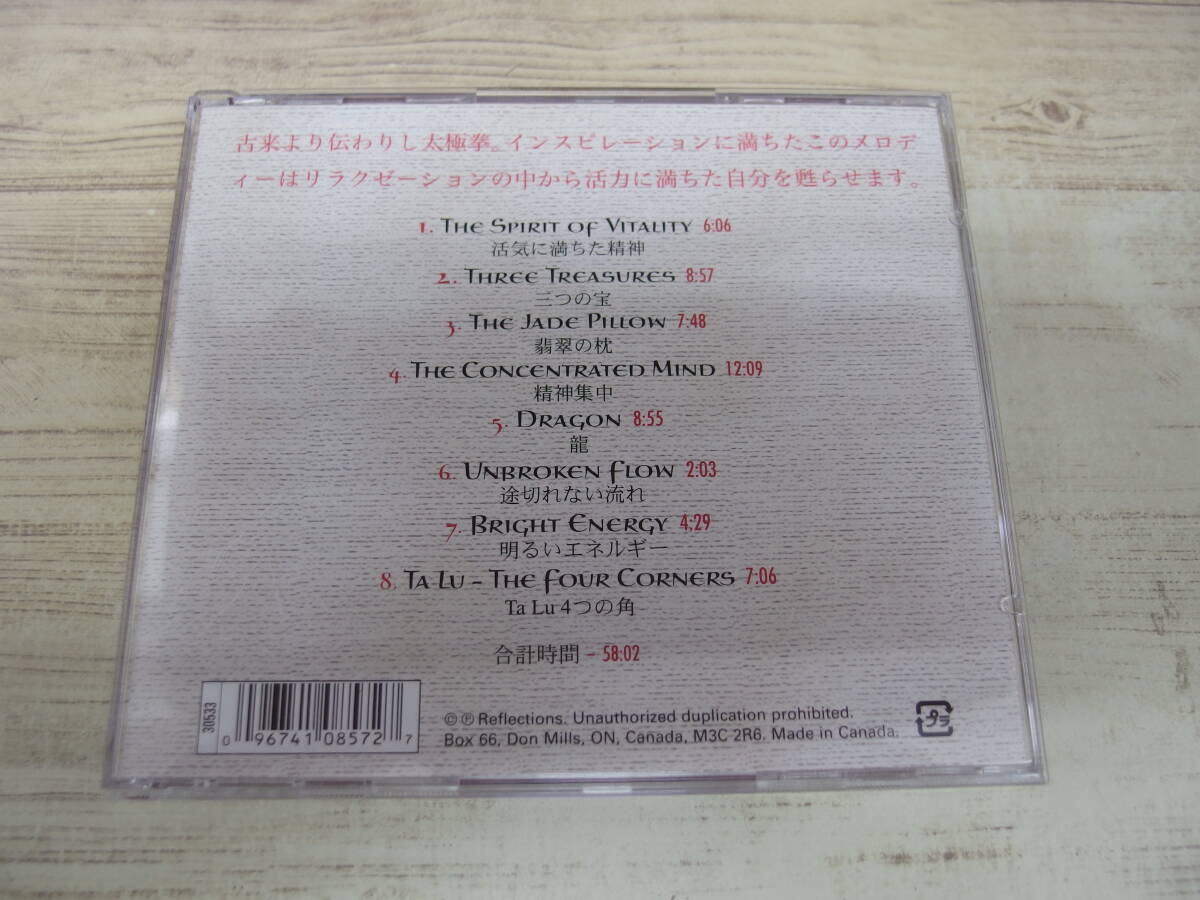 古来より伝わりし太極拳。インスピレーションに満ちたこのメロデ
ィーはリラクゼーションの中から活力に満ちた自分を甦らせます。
1. The Spirit of Vitality 6:06
活気に満ちた精神
2. Three Treasures 8:57
三つの宝
3. The Jade Pillow 7:48
翡翠の枕
4. The Concentrated Mind 12:09
精神集中
5. Dragon 8:55
龍
6. Unbroken Flow 2:03
途切れない流れ
7. Bright Energy 4:29
明るいエネルギー
8. Ta Lu – The Four Corners 7:06
Ta Lu 4つの角
合計時間 – 58:02
30533
0 96741 08572 7
©℗ Reflections. Unauthorized duplication prohibited.
Box 66, Don Mills, ON, Canada, M3C 2R6. Made in Canada.
プラ